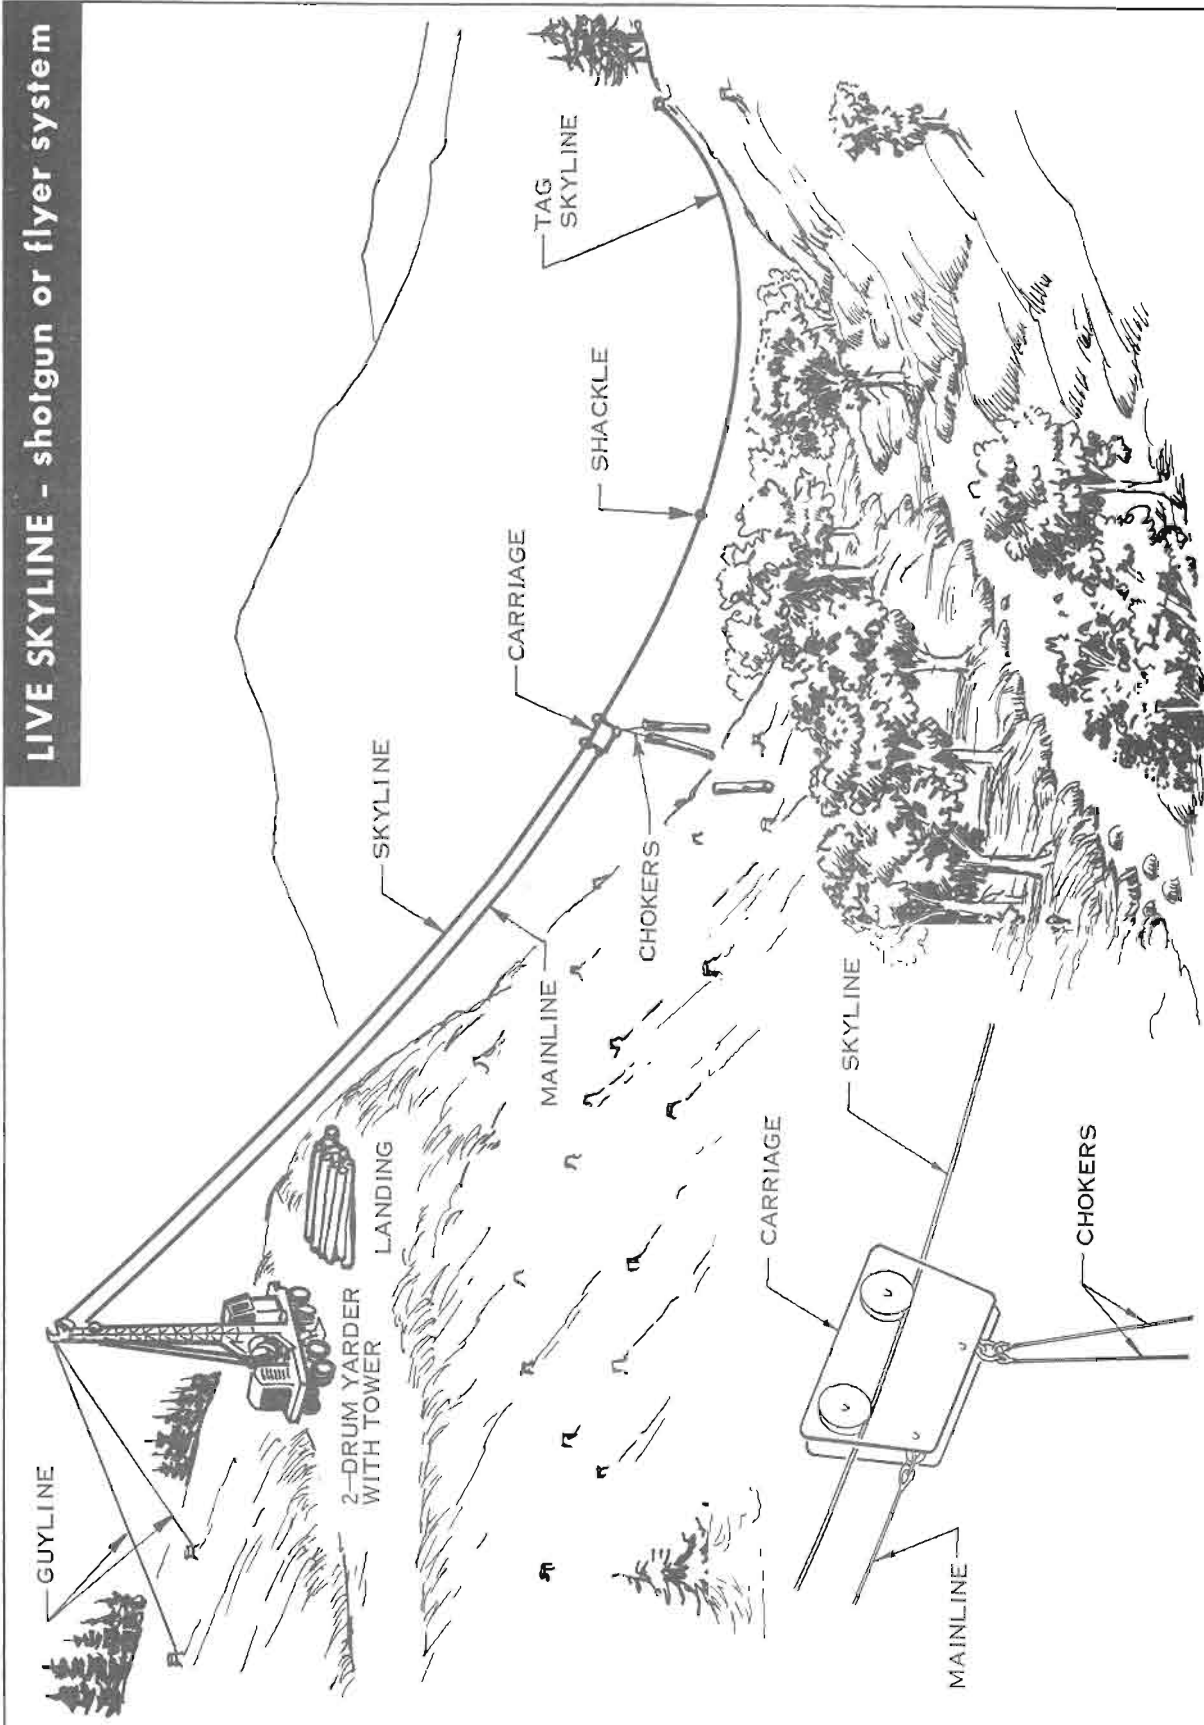 LIVE SKYLINE - shotgun or flyer system
GUYLINE
2-DRUM YARDER
WITH TOWER
LANDING
SKYLINE
MAINLINE
CARRIAGE
CHOKERS
SHACKLE
TAG
SKYLINE
MAINLINE
CARRIAGE
SKYLINE
CHOKERS